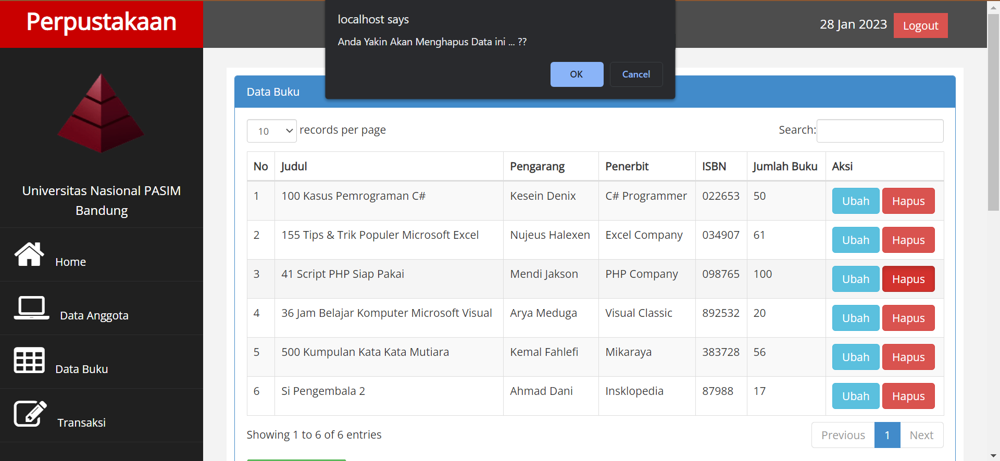 Perpustakaan
localhost says
Anda Yakin Akan Menghapus Data ini ... ??
OK Cancel
28 Jan 2023 Logout
Universitas Nasional PASIM
Bandung
Home
Data Anggota
Data Buku
Transaksi
Data Buku
10 records per page Search:
No Judul Pengarang Penerbit ISBN Jumlah Buku Aksi
1 100 Kasus Pemrograman C# Kesein Denix C# Programmer 022653 50 Ubah Hapus
2 155 Tips & Trik Populer Microsoft Excel Nujeus Halexen Excel Company 034907 61 Ubah Hapus
3 41 Script PHP Siap Pakai Mendi Jakson PHP Company 098765 100 Ubah Hapus
4 36 Jam Belajar Komputer Microsoft Visual Arya Meduga Visual Classic 892532 20 Ubah Hapus
5 500 Kumpulan Kata Kata Mutiara Kemal Fahlefi Mikaraya 383728 56 Ubah Hapus
6 Si Pengembala 2 Ahmad Dani Insklopedia 87988 17 Ubah Hapus
Showing 1 to 6 of 6 entries Previous 1 Next